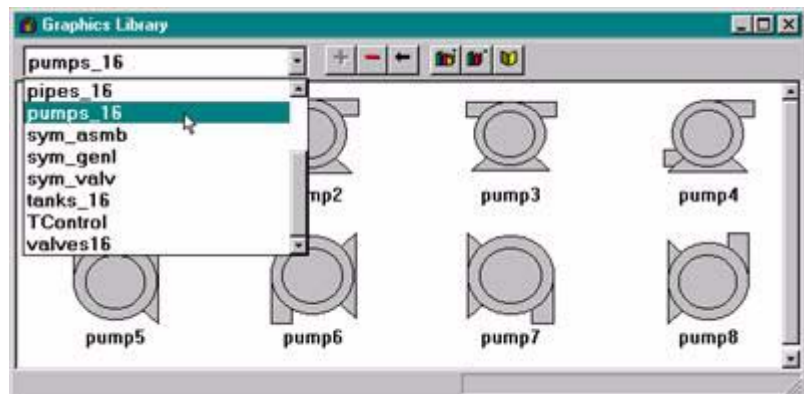 Graphics Library
pumps_16
pipes_16
pumps_16
sym_asmb
sym_genl
sym_valv
tanks_16
TControl
valves16
mp2
pump3
pump4
pump5
pump6
pump7
pump8